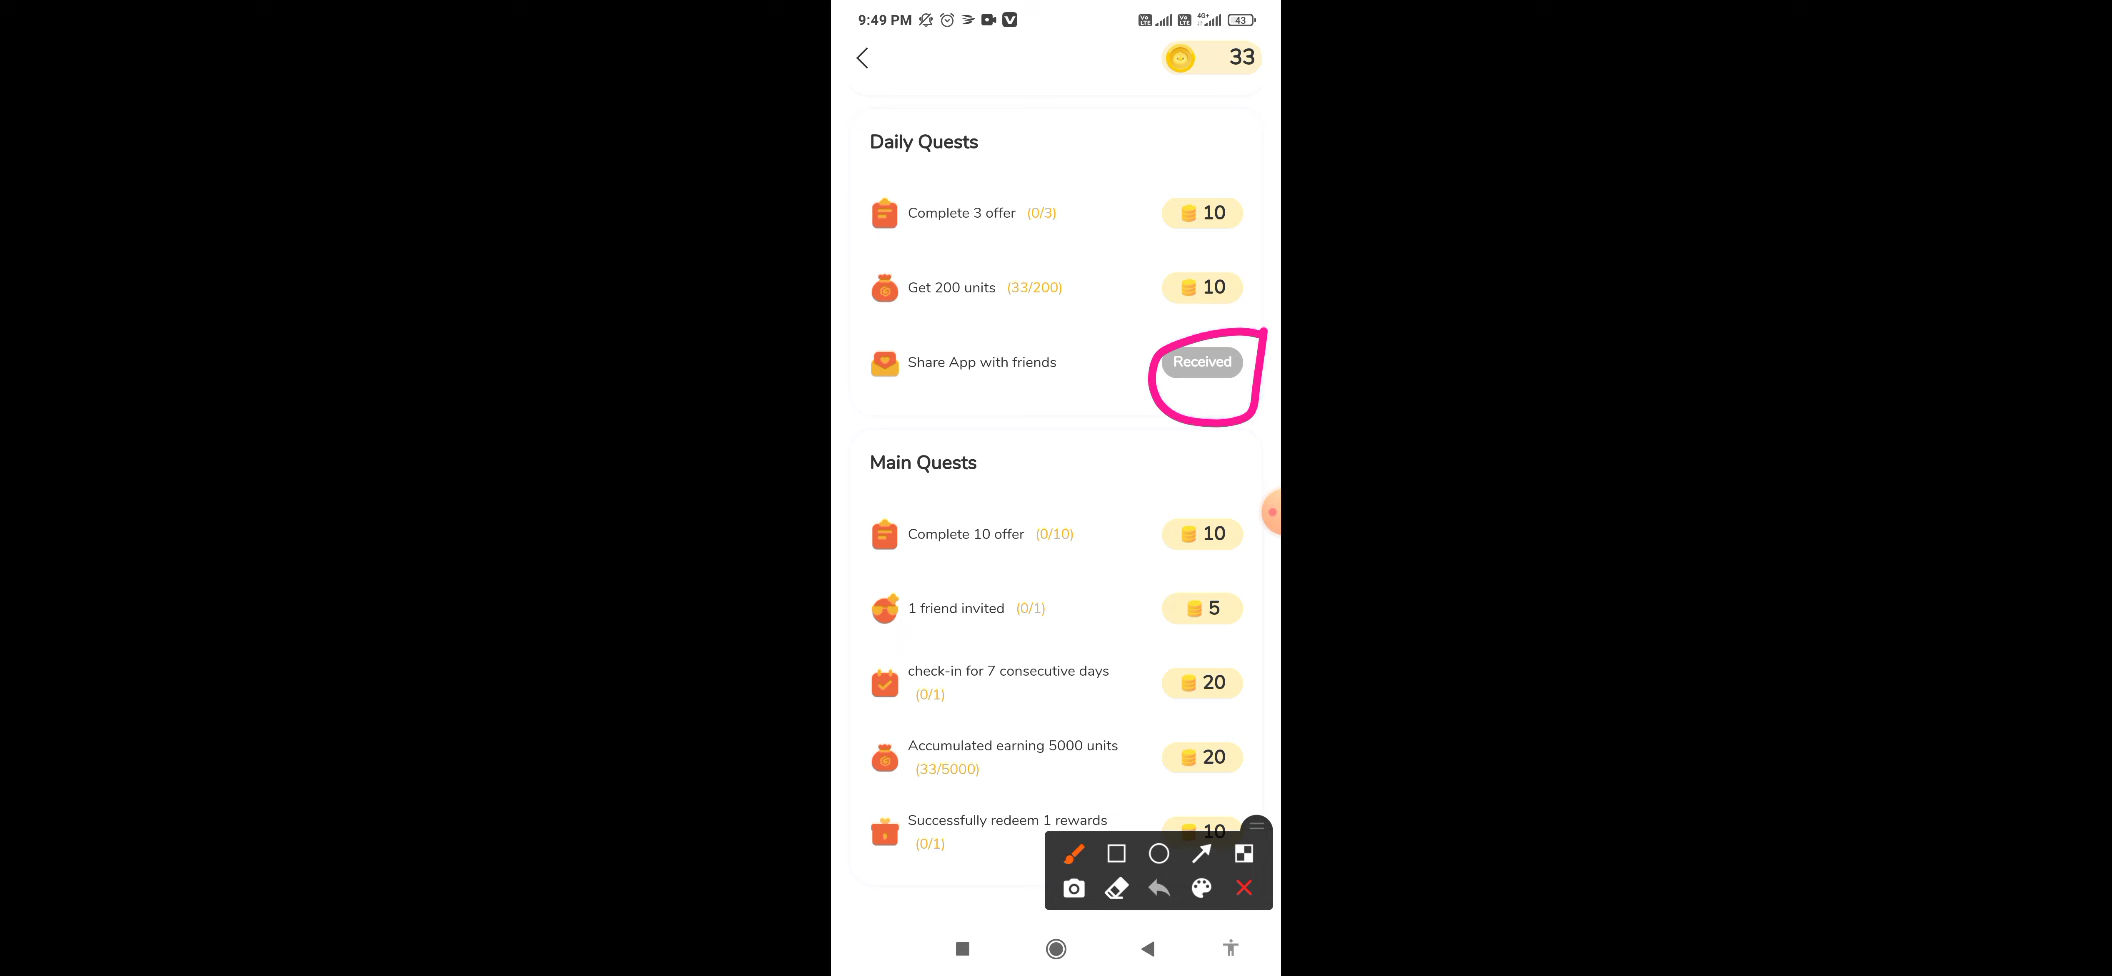 9:49 PM
43
33
Daily Quests
Complete 3 offer (0/3) 10
Get 200 units (33/200) 10
Share App with friends Received
Main Quests
Complete 10 offer (0/10) 10
1 friend invited (0/1) 5
check-in for 7 consecutive days
(0/1) 20
Accumulated earning 5000 units
(33/5000) 20
Successfully redeem 1 rewards
(0/1) 10